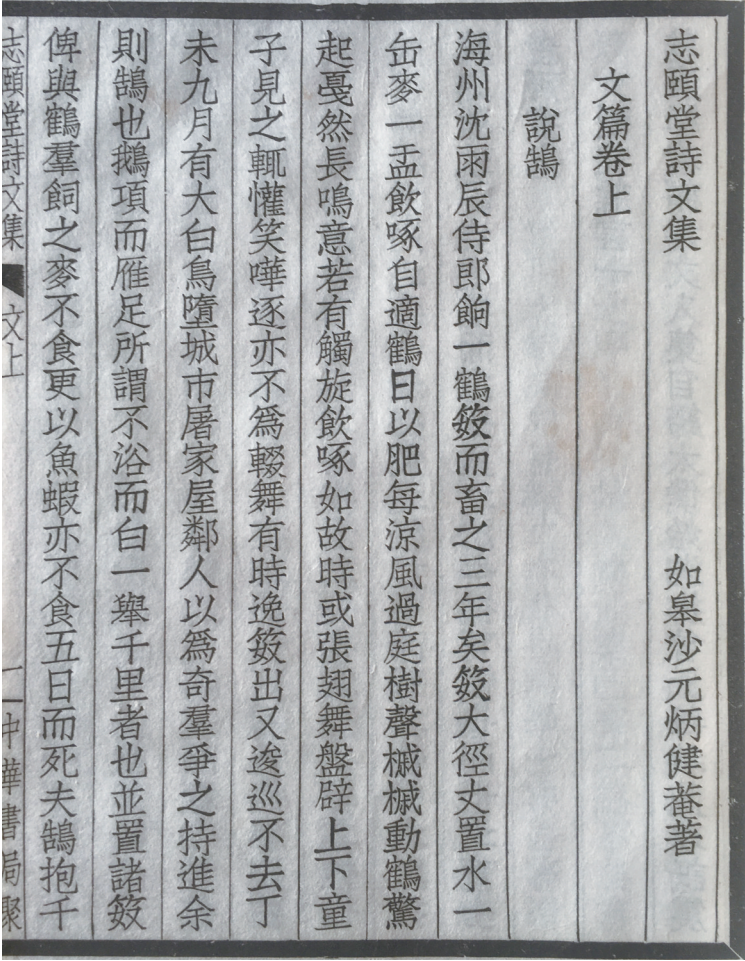 志頤堂詩文集　如皋沙元炳健菴著
文篇卷上
說鵠
海州沈雨辰侍郎餉一鶴笯而畜之三年矣笯大徑丈置水一
缶麥一盂飲啄自適鶴日以肥每涼風過庭樹聲槭槭動鶴驚
起戞然長鳴意若有觸旋飲啄如故時或張翅舞盤辟上下童
子見之輒懽笑嘩逐亦不爲輟舞有時逸笯出又逡巡不去丁
未九月有大白鳥墮城市屠家屋鄰人以爲奇羣爭之持進余
則鵠也鵝項而雁足所謂不浴而白一舉千里者也並置諸笯
俾與鶴羣飼之麥不食更以魚蝦亦不食五日而死夫鵠抱千
志頤堂詩文集　文上　一　中華書局聚